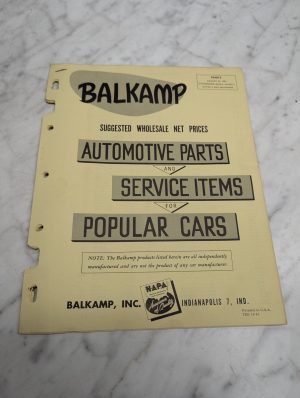 BALKAMP
SUGGESTED WHOLESALE NET PRICES
AUTOMOTIVE PARTS
AND
SERVICE ITEMS
FOR
POPULAR CARS
NOTE: The Balkamp products listed herein are all independently
manufactured and are not the product of any car manufacturer.
NAPA
BALKAMP, INC. INDIANAPOLIS 7, IND.
Printed in U.S.A.